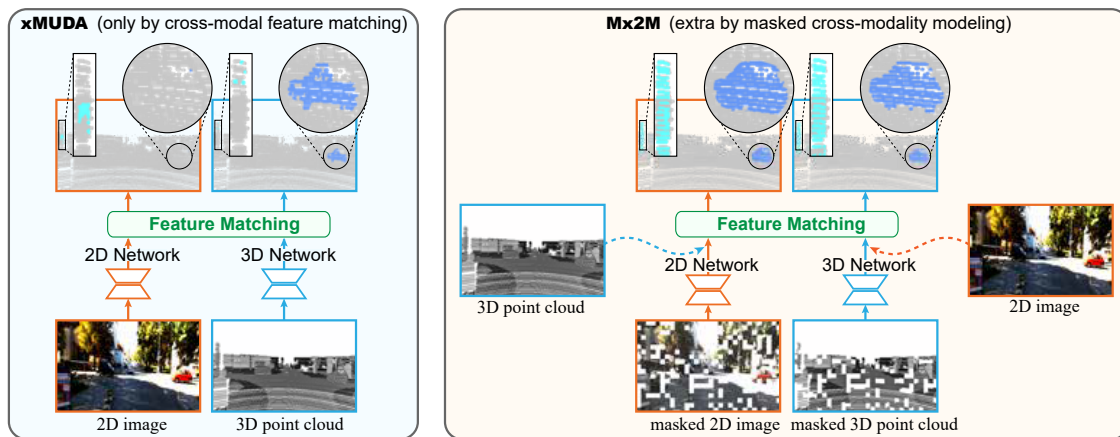 xMUDA (only by cross-modal feature matching)
Feature Matching
2D Network
3D Network
2D image
3D point cloud
Mx2M (extra by masked cross-modality modeling)
Feature Matching
2D Network
3D Network
3D point cloud
2D image
masked 2D image
masked 3D point cloud